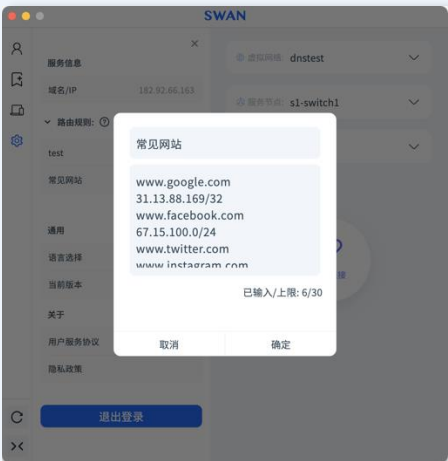 SWAN
服务信息
域名/IP 182.92.66.163
路由规则:
test
常见网站
通用
语言选择
当前版本
关于
用户服务协议
隐私政策
退出登录
虚拟网络: dnstest
服务节点: s1-switch1
常见网站
www.google.com
31.13.88.169/32
www.facebook.com
67.15.100.0/24
www.twitter.com
www.instagram.com
已输入/上限: 6/30
取消 确定